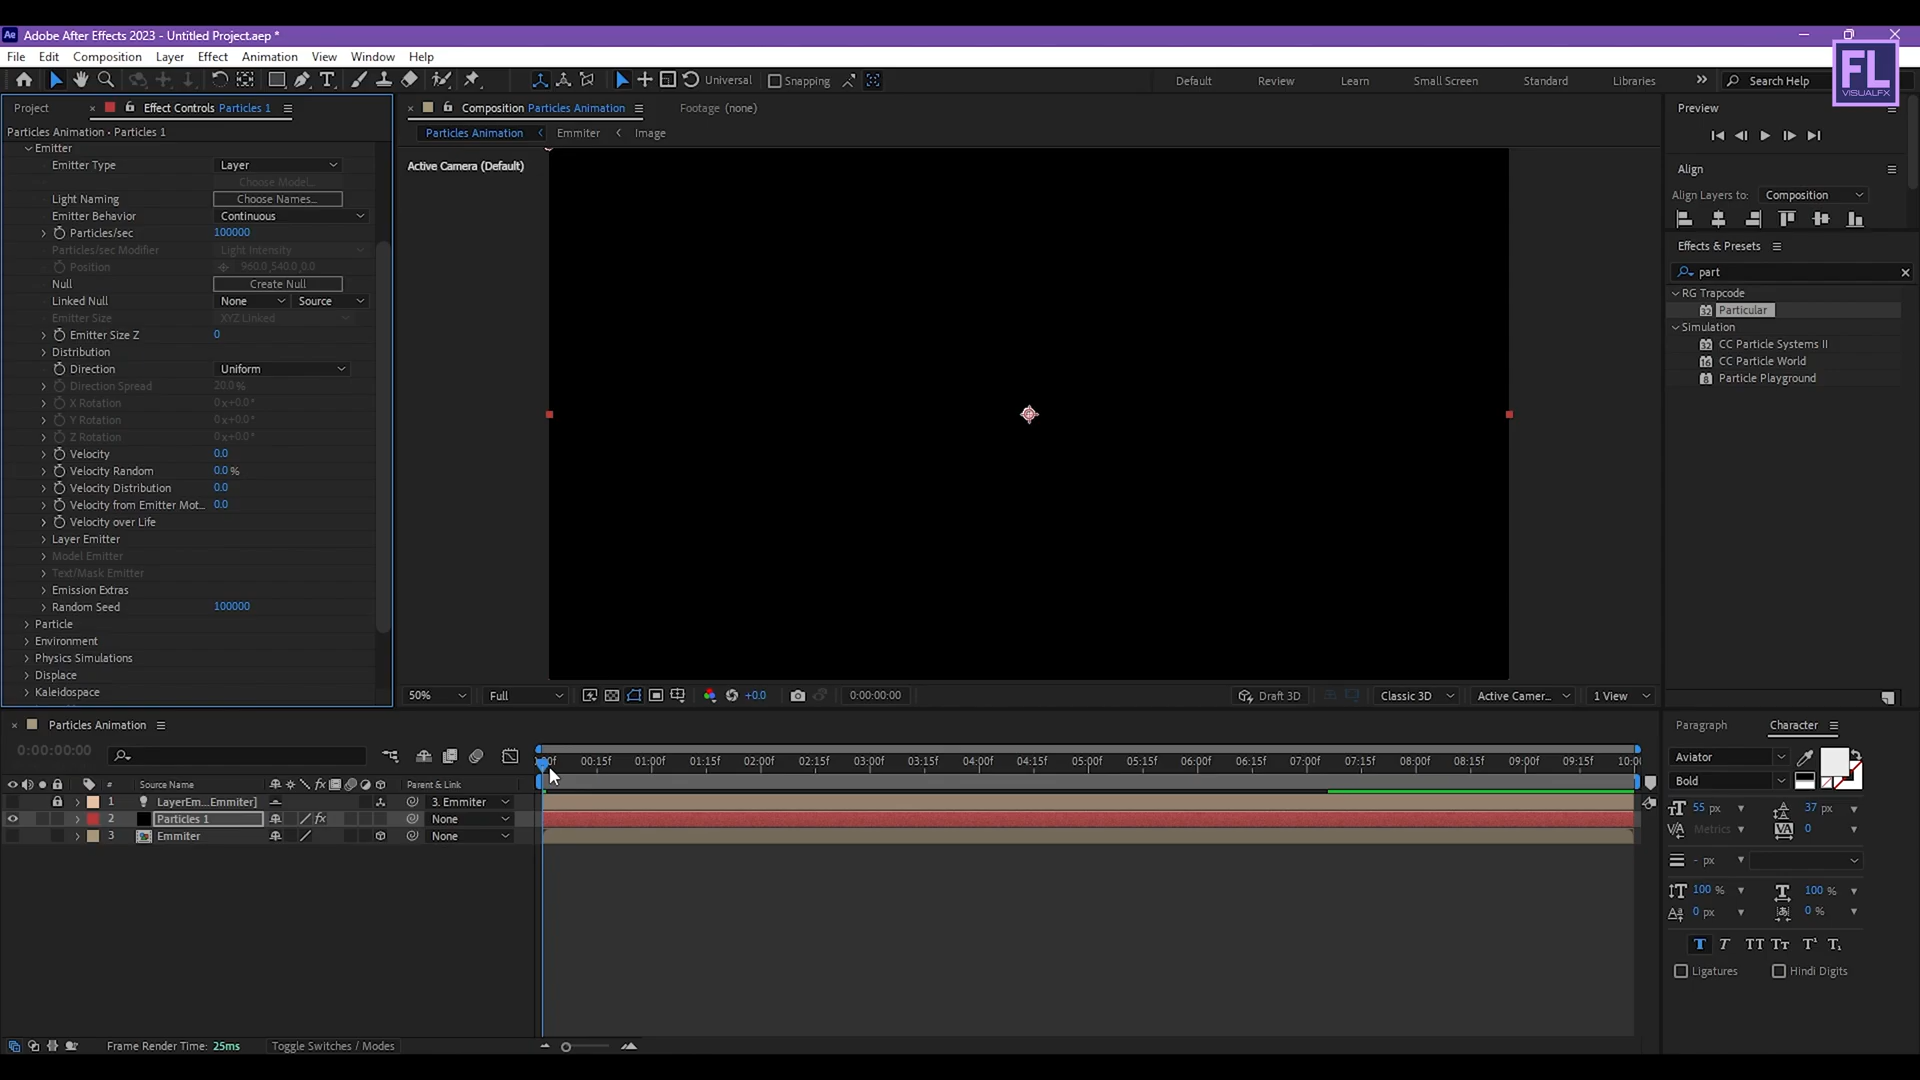 Ae Adobe After Effects 2023 - Untitled Project.aep *
File Edit Composition Layer Effect Animation View Window Help
Universal Snapping Default Review Learn Small Screen Standard Libraries Search Help
FL
VISUALFX
Project Effect Controls Particles 1
Particles Animation • Particles 1
Emitter
Emitter Type Layer
Choose Model...
Light Naming Choose Names...
Emitter Behavior Continuous
Particles/sec 100000
Particles/sec Modifier Light Intensity
Position 960.0,540.0,0.0
Null Create Null
Linked Null None Source
Emitter Size XYZ Linked
Emitter Size Z 0
Distribution
Direction Uniform
Direction Spread 20.0 %
X Rotation 0x+0.0°
Y Rotation 0x+0.0°
Z Rotation 0x+0.0°
Velocity 0.0
Velocity Random 0.0 %
Velocity Distribution 0.0
Velocity from Emitter Mot... 0.0
Velocity over Life
Layer Emitter
Model Emitter
Text/Mask Emitter
Emission Extras
Random Seed 100000
Particle
Environment
Physics Simulations
Displace
Kaleidospace
Composition Particles Animation Footage (none)
Particles Animation Emmiter Image
Active Camera (Default)
50% Full +0.0 0:00:00:00 Draft 3D Classic 3D Active Camer... 1 View
Preview
Align
Align Layers to: Composition
Effects & Presets
part
RG Trapcode
Particular
Simulation
CC Particle Systems II
CC Particle World
Particle Playground
Particles Animation
0:00:00:00
00:15f 01:00f 01:15f 02:00f 02:15f 03:00f 03:15f 04:00f 04:15f 05:00f 05:15f 06:00f 06:15f 07:00f 07:15f 08:00f 08:15f 09:00f 09:15f 10:00
# Source Name fx Parent & Link
1 LayerEm...Emmiter] 3. Emmiter
2 Particles 1 fx None
3 Emmiter None
Frame Render Time: 25ms Toggle Switches / Modes
Paragraph Character
Aviator
Bold
55 px 37 px
Metrics 0
- px
100 % 100 %
0 px 0 %
T T TT Tт T¹ T₁
Ligatures Hindi Digits